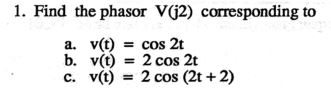 1. Find the phasor V(j2) corresponding to
a. v(t) = cos 2t
b. v(t) = 2 cos 2t
c. v(t) = 2 cos (2t + 2)